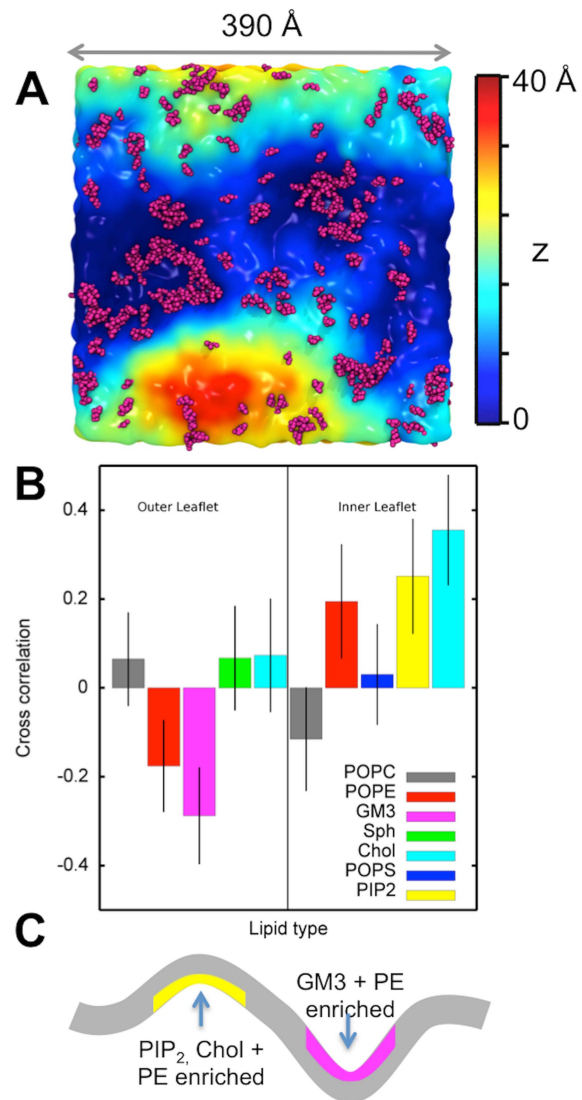 390 Å
A
40 Å
Z
0
B
Outer Leaflet
Inner Leaflet
0.4
0.2
0
-0.2
-0.4
Cross correlation
POPC
POPE
GM3
Sph
Chol
POPS
PIP2
Lipid type
C
GM3 + PE
enriched
PIP2, Chol +
PE enriched